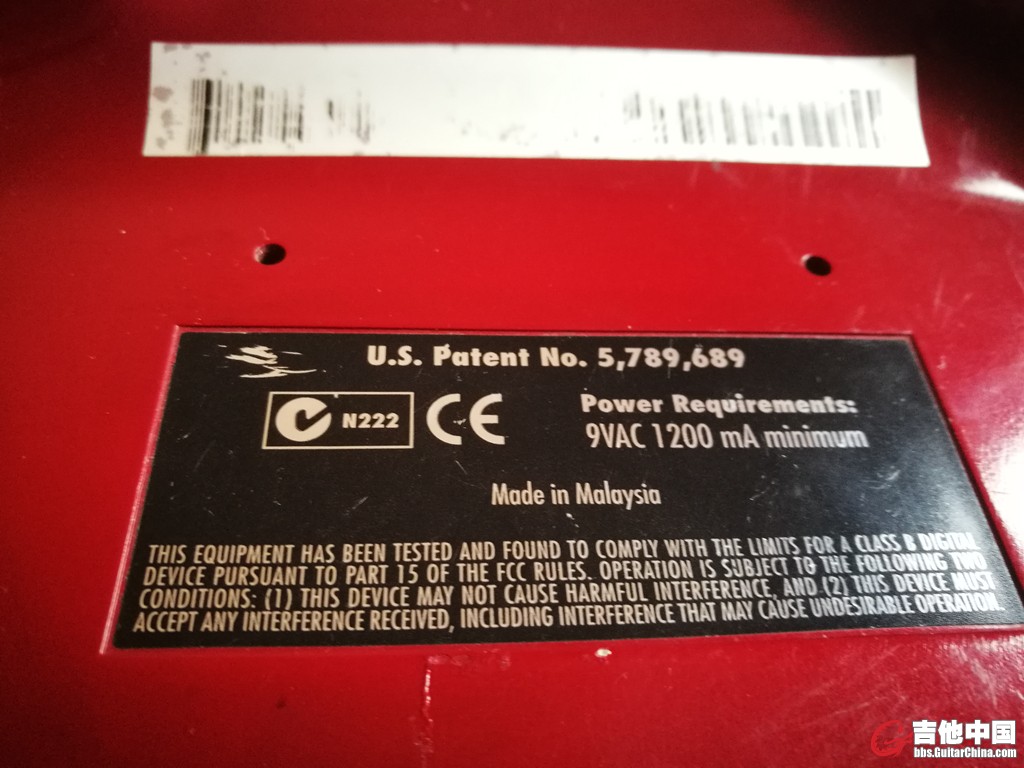 U.S. Patent No. 5,789,689
N222 CE
Power Requirements:
9VAC 1200 mA minimum
Made in Malaysia
THIS EQUIPMENT HAS BEEN TESTED AND FOUND TO COMPLY WITH THE LIMITS FOR A CLASS B DIGITAL
DEVICE PURSUANT TO PART 15 OF THE FCC RULES. OPERATION IS SUBJECT TO THE FOLLOWING TWO
CONDITIONS: (1) THIS DEVICE MAY NOT CAUSE HARMFUL INTERFERENCE, AND (2) THIS DEVICE MUST
ACCEPT ANY INTERFERENCE RECEIVED, INCLUDING INTERFERENCE THAT MAY CAUSE UNDESIRABLE OPERATION.
吉他中国
bbs.GuitarChina.com